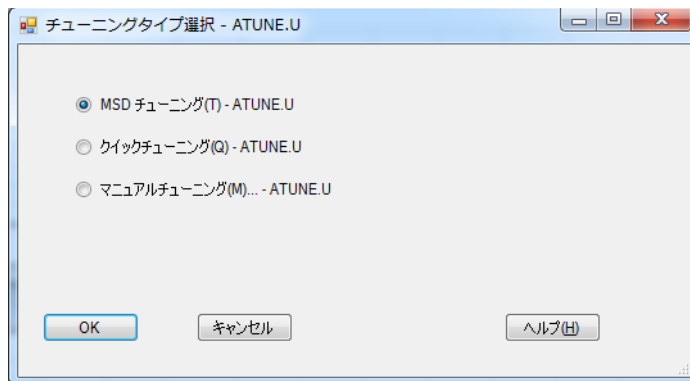 チューニングタイプ選択 - ATUNE.U
MSD チューニング(T) - ATUNE.U
クイックチューニング(Q) - ATUNE.U
マニュアルチューニング(M)... - ATUNE.U
OK
キャンセル
ヘルプ(H)